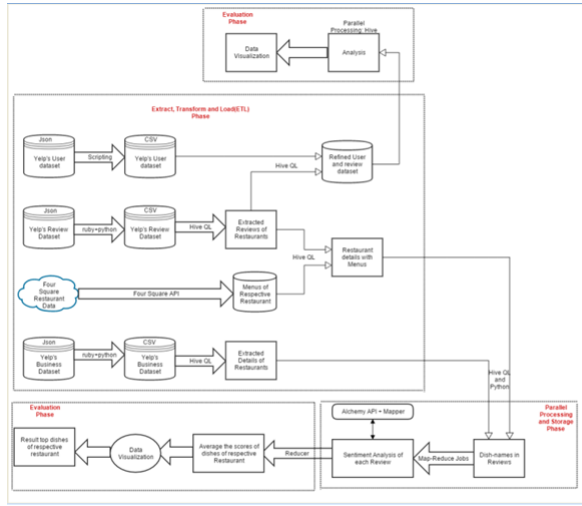 Evaluation
Phase
Parallel
Processing: Hive
Data
Visualization
Analysis
Extract, Transform and Load(ETL)
Phase
Json
Yelp's User
dataset
Scripting
CSV
Yelp's User
dataset
Hive QL
Refined User
and review
dataset
Json
Yelp's Review
Dataset
ruby+python
CSV
Yelp's Review
Dataset
Hive QL
Extracted
Reviews of
Restaurants
Hive QL
Restaurant
details with
Menus
Four
Square
Restaurant
Data
Four Square API
Menus of
Respective
Restaurant
Json
Yelp's
Business
Dataset
ruby+python
CSV
Yelp's
Business
Dataset
Hive QL
Extracted
Details of
Restaurants
Hive QL
and
Python
Evaluation
Phase
Result top dishes
of respective
restaurant
Data
Visualization
Average the scores of
dishes of respective
Restaurant
Reducer
Alchemy API + Mapper
Sentiment Analysis of
each Review
Map-Reduce Jobs
Dish-names in
Reviews
Parallel
Processing
and Storage
Phase